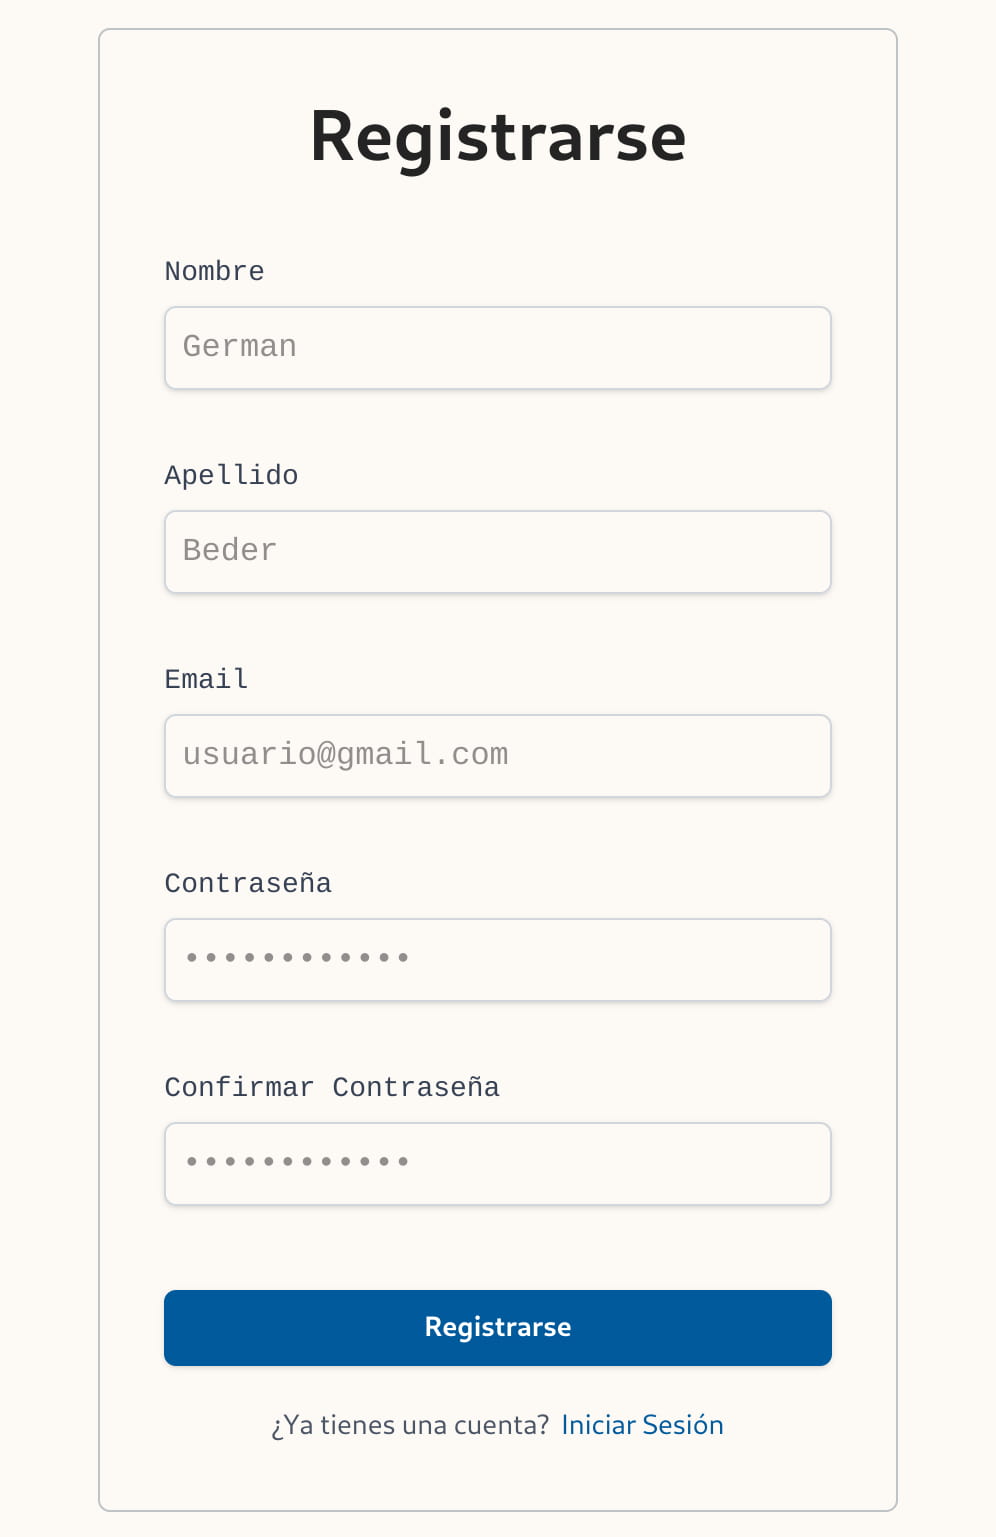 Registrarse
Nombre
German
Apellido
Beder
Email
usuario@gmail.com
Contraseña
••••••••••••
Confirmar Contraseña
••••••••••••
Registrarse
¿Ya tienes una cuenta? Iniciar Sesión